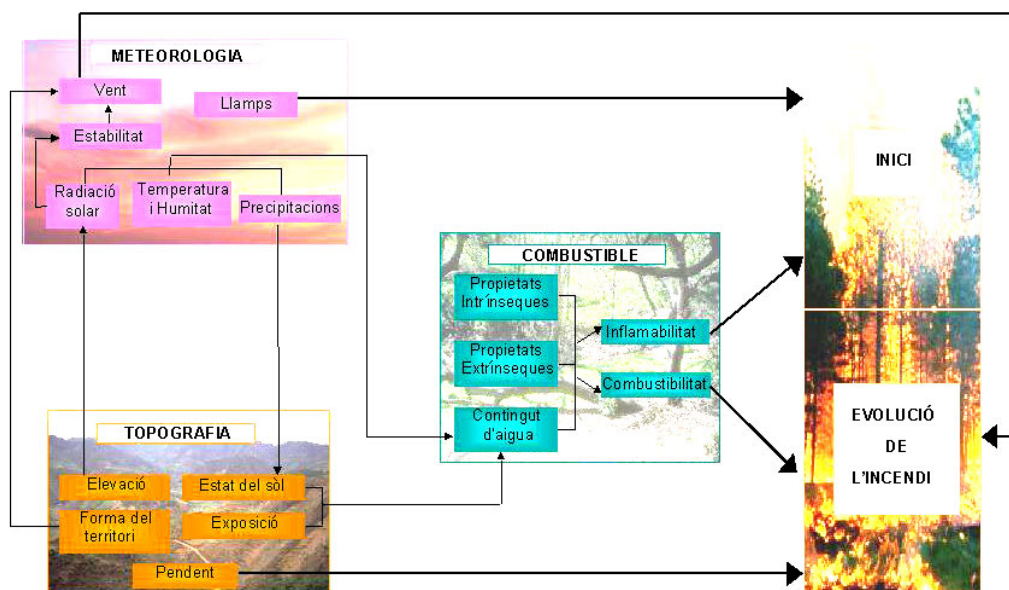 METEOROLOGIA
Vent
Llamps
Estabilitat
Radiació
solar
Temperatura
i Humitat
Precipitacions
INICI
COMBUSTIBLE
Propietats
Intrínseques
Inflamabilitat
Propietats
Extrínseques
Combustibilitat
Contingut
d'aigua
EVOLUCIÓ
DE
L'INCENDI
TOPOGRAFIA
Elevació
Estat del sòl
Forma del
territori
Exposició
Pendent